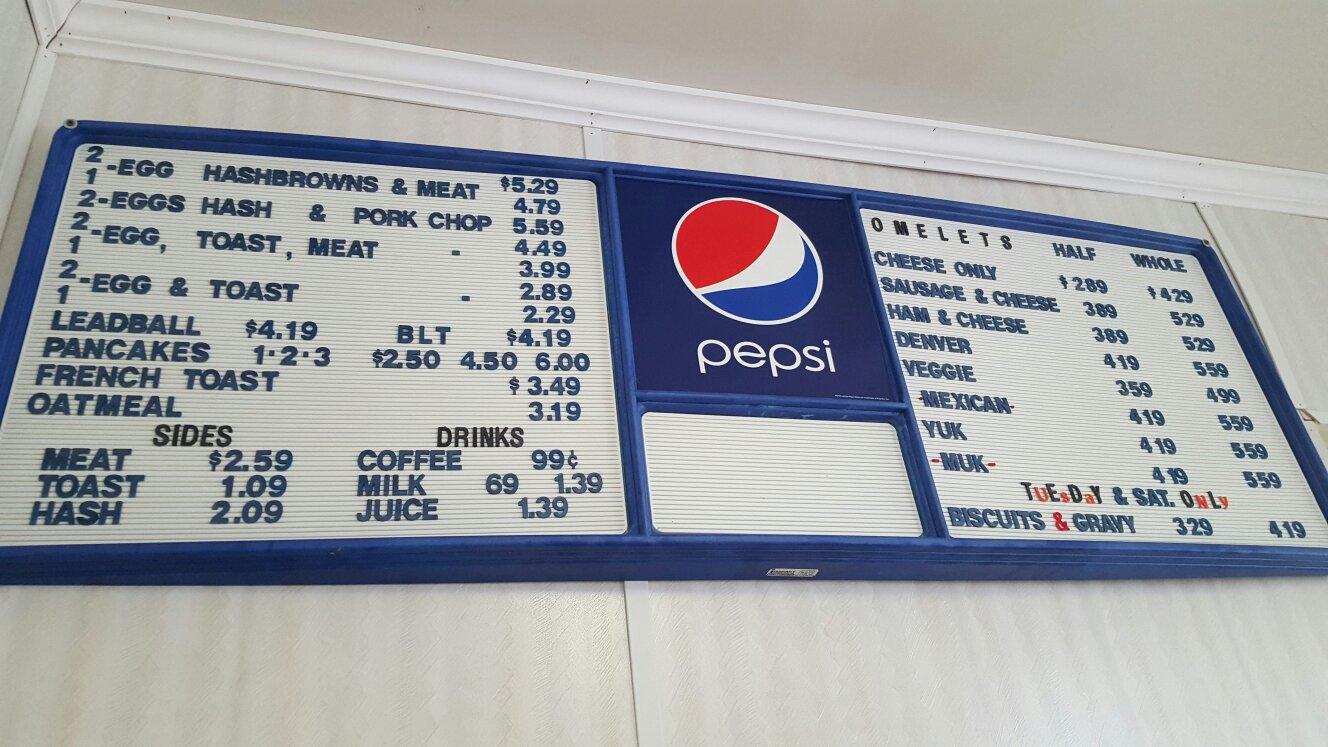 2
-EGG HASHBROWNS & MEAT $5.29
1 4.79
2-EGGS HASH & PORK CHOP 5.59
2
-EGG, TOAST, MEAT - 4.49
1 3.99
2
-EGG & TOAST - 2.89
1 2.29
LEADBALL $4.19 BLT $4.19
PANCAKES 1·2·3 $2.50 4.50 6.00
FRENCH TOAST $3.49
OATMEAL 3.19
SIDES DRINKS
MEAT $2.59 COFFEE 99¢
TOAST 1.09 MILK 69 1.39
HASH 2.09 JUICE 1.39
pepsi
OMELETS HALF WHOLE
CHEESE ONLY $289 $429
SAUSAGE & CHEESE 389 529
HAM & CHEESE 389 529
DENVER 419 559
VEGGIE 359 499
-MEXICAN- 419 559
YUK 419 559
-MUK- 419 559
TUEsDaY & SAT. ONLy
BISCUITS & GRAVY 329 419